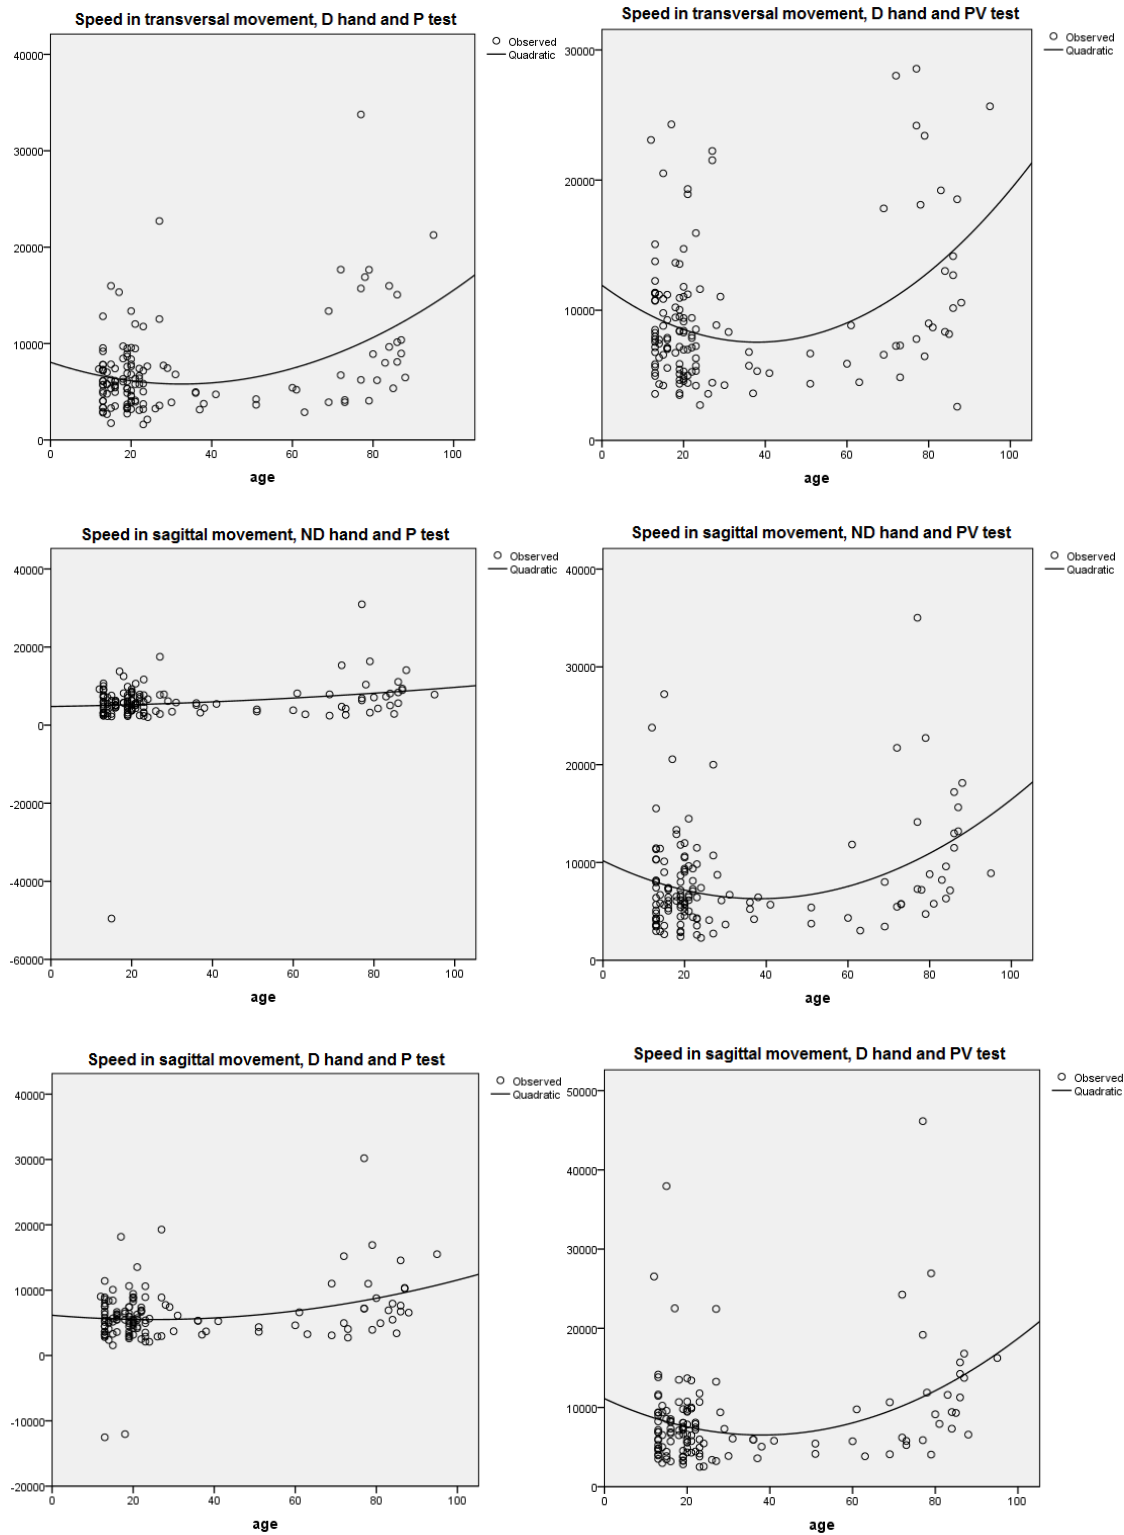 Speed in transversal movement, D hand and P test
Observed
Quadratic
40000
30000
20000
10000
0
0 20 40 60 80 100
age
Speed in transversal movement, D hand and PV test
Observed
Quadratic
30000
20000
10000
0
0 20 40 60 80 100
age
Speed in sagittal movement, ND hand and P test
Observed
Quadratic
40000
20000
0
-20000
-40000
-60000
0 20 40 60 80 100
age
Speed in sagittal movement, ND hand and PV test
Observed
Quadratic
40000
30000
20000
10000
0
0 20 40 60 80 100
age
Speed in sagittal movement, D hand and P test
Observed
Quadratic
40000
30000
20000
10000
0
-10000
-20000
0 20 40 60 80 100
age
Speed in sagittal movement, D hand and PV test
Observed
Quadratic
50000
40000
30000
20000
10000
0
0 20 40 60 80 100
age